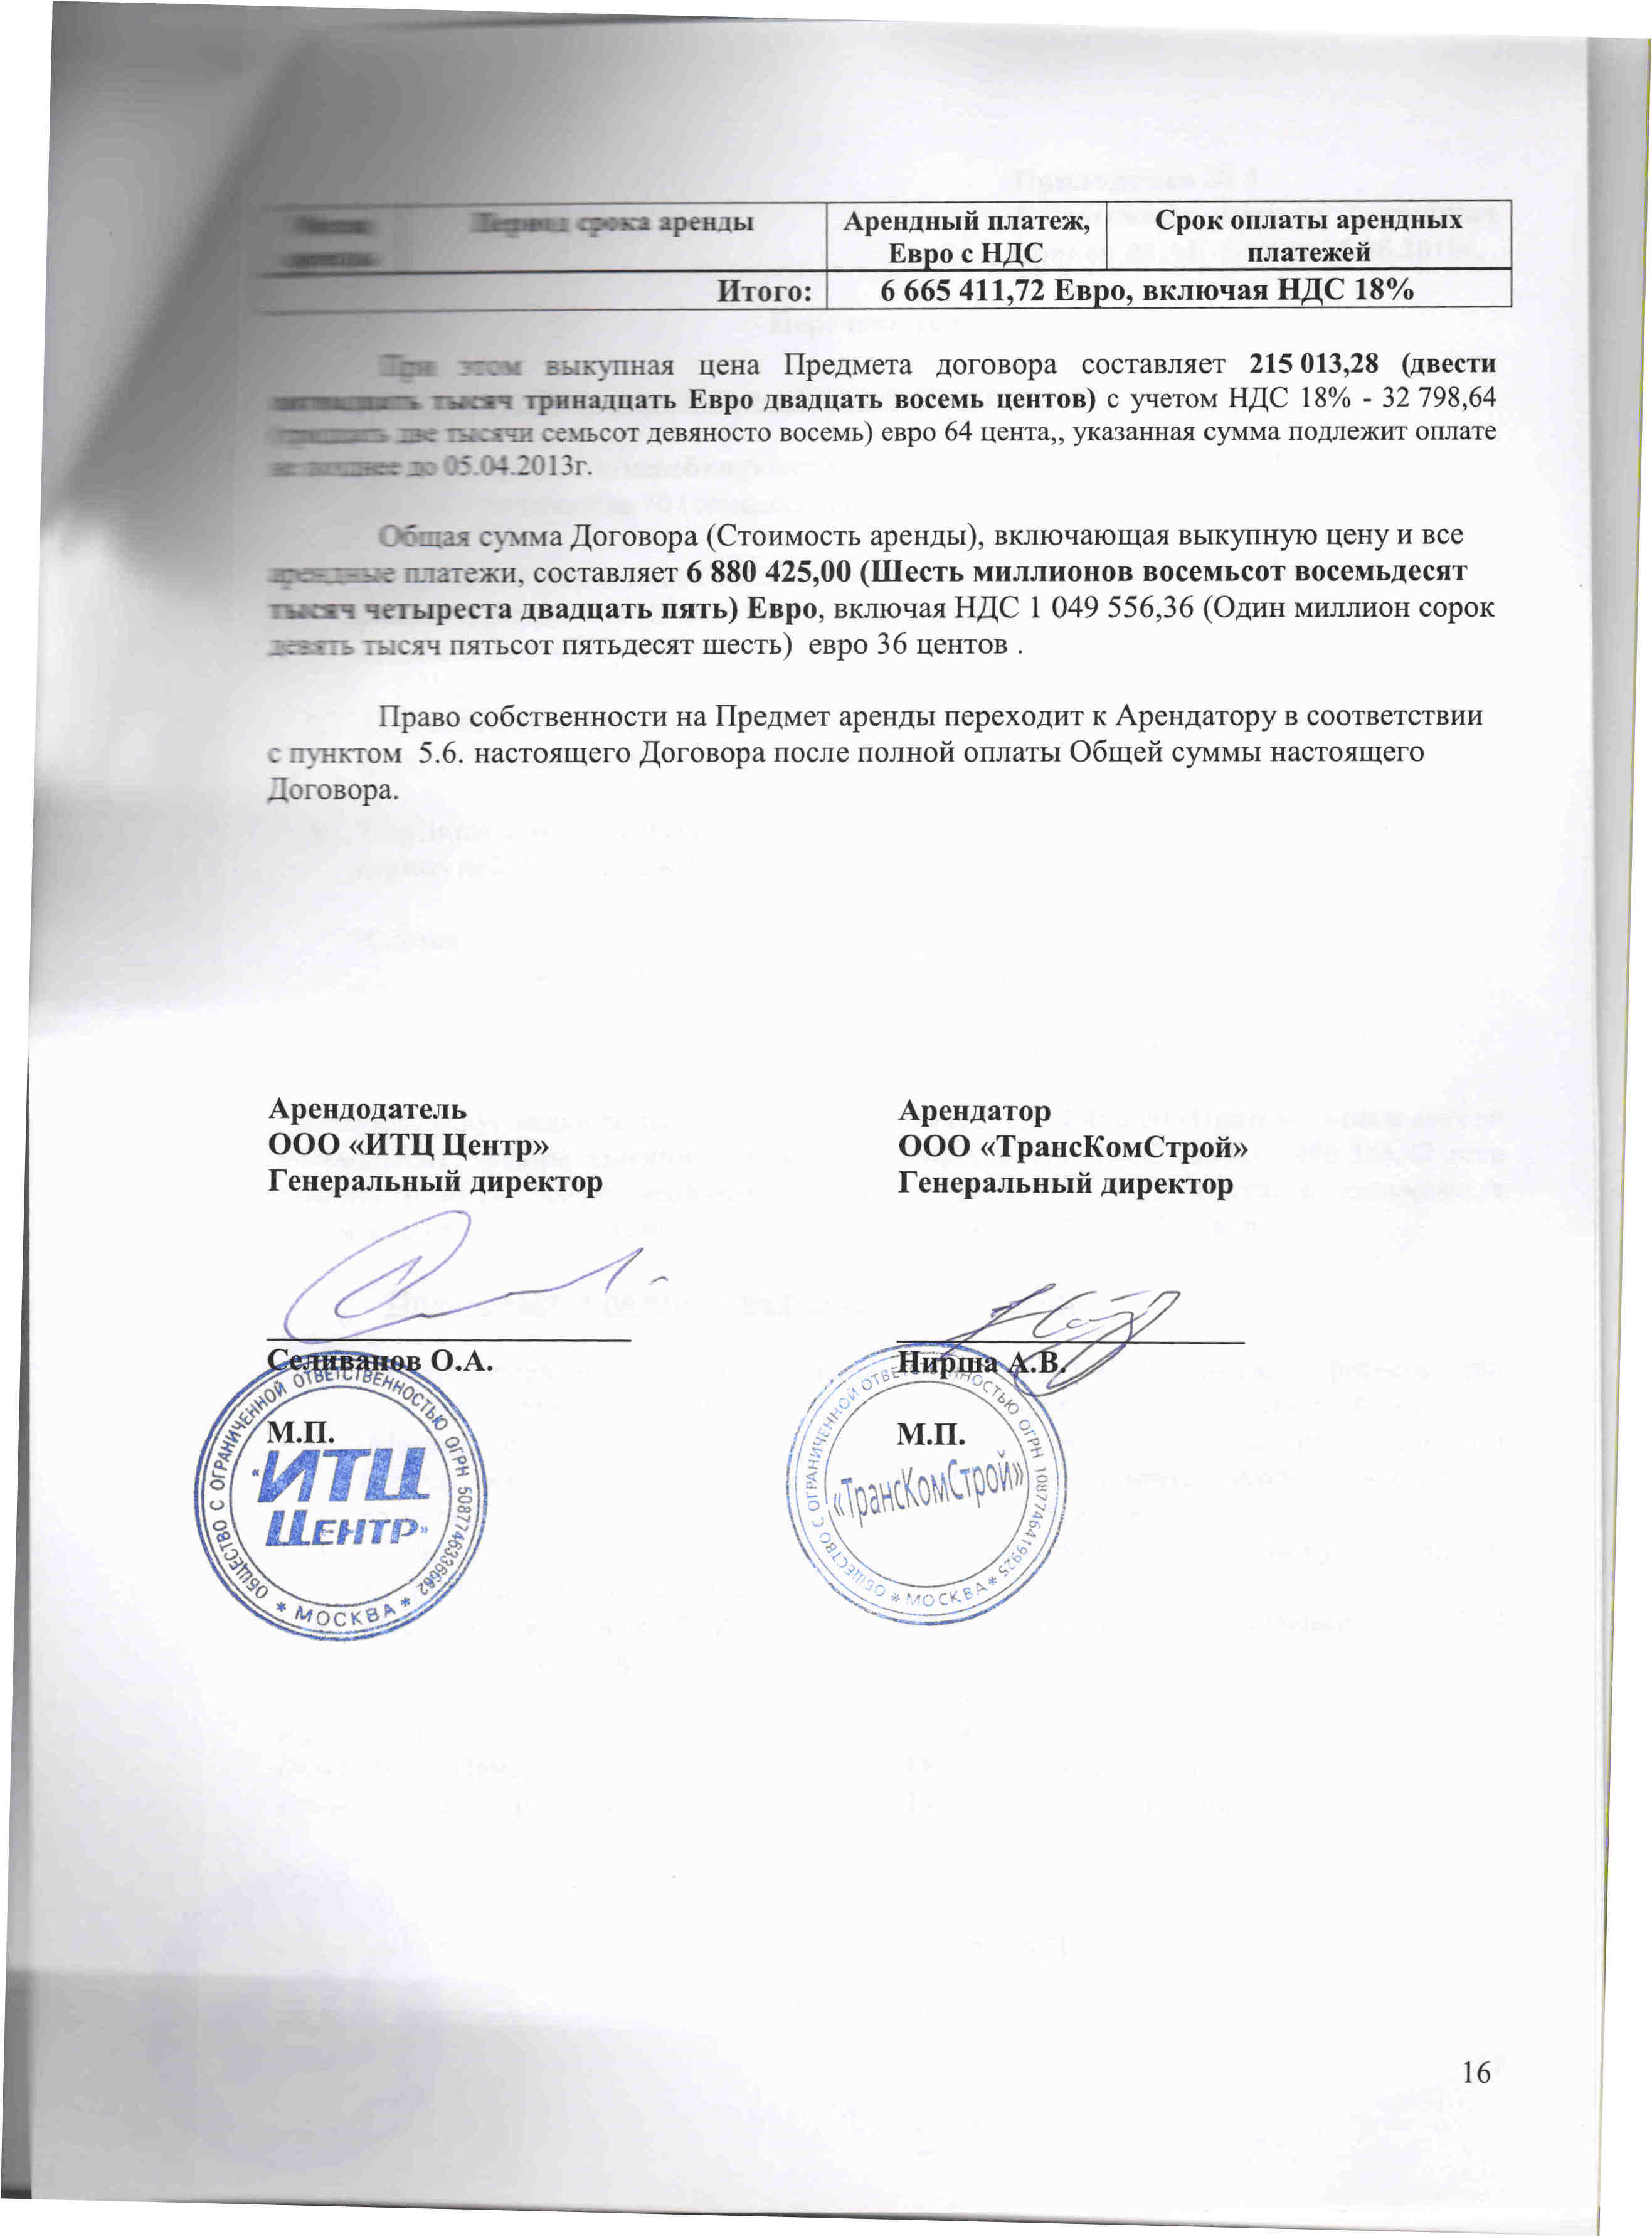 Период срока аренды
Арендный платеж,
Евро с НДС
Срок оплаты арендных
платежей
Итого:
6 665 411,72 Евро, включая НДС 18%
При этом выкупная цена Предмета договора составляет 215 013,28 (двести
тысяч тринадцать Евро двадцать восемь центов) с учетом НДС 18% - 32 798,64
(тридцать две тысячи семьсот девяносто восемь) евро 64 цента,, указанная сумма подлежит оплате
не позднее до 05.04.2013г.
Общая сумма Договора (Стоимость аренды), включающая выкупную цену и все
арендные платежи, составляет 6 880 425,00 (Шесть миллионов восемьсот восемьдесят
тысяч четыреста двадцать пять) Евро, включая НДС 1 049 556,36 (Один миллион сорок
девять тысяч пятьсот пятьдесят шесть) евро 36 центов .
Право собственности на Предмет аренды переходит к Арендатору в соответствии
с пунктом 5.6. настоящего Договора после полной оплаты Общей суммы настоящего
Договора.
Арендодатель
ООО «ИТЦ Центр»
Генеральный директор
Селиванов О.А.
М.П.
ОБЩЕСТВО С ОГРАНИЧЕННОЙ ОТВЕТСТВЕННОСТЬЮ ОГРН 5087746336662
* МОСКВА *
«ИТЦ
ЦЕНТР»
Арендатор
ООО «ТрансКомСтрой»
Генеральный директор
Нирша А.В.
М.П.
ОБЩЕСТВО С ОГРАНИЧЕННОЙ ОТВЕТСТВЕННОСТЬЮ ОГРН 1087746419925
* МОСКВА *
«ТрансКомСтрой»
16